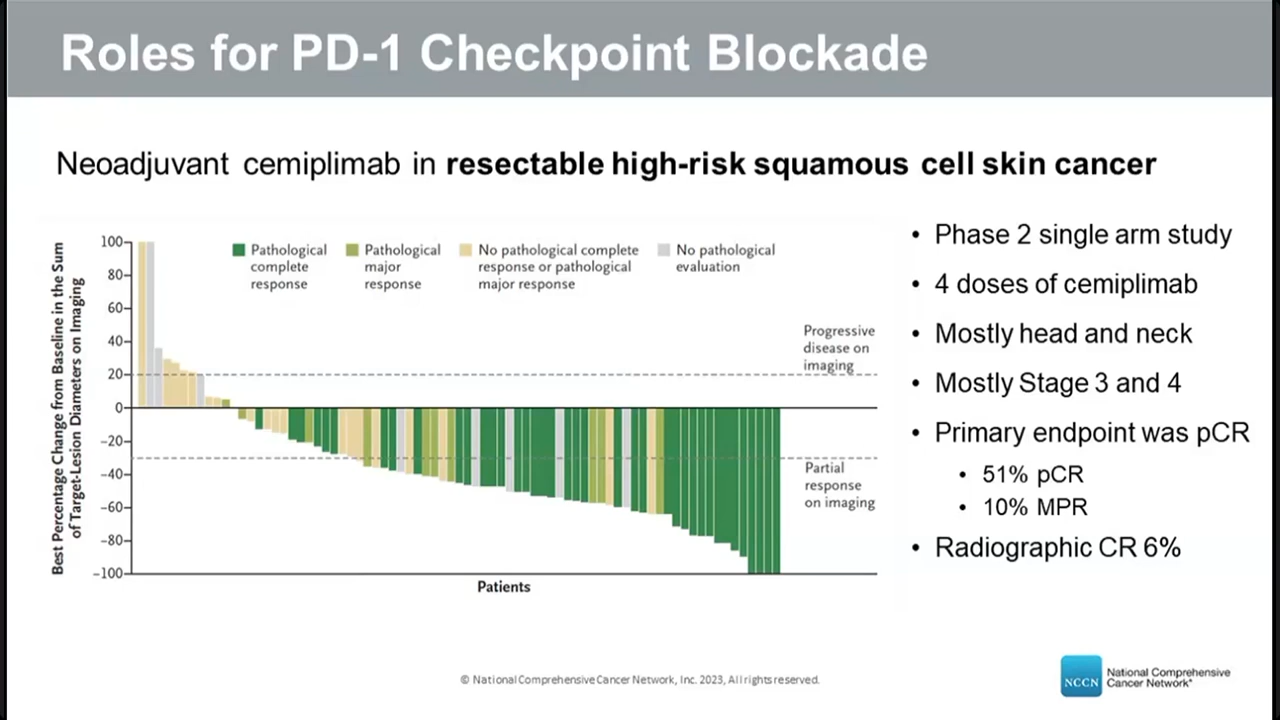 Roles for PD-1 Checkpoint Blockade
Neoadjuvant cemiplimab in resectable high-risk squamous cell skin cancer
Best Percentage Change from Baseline in the Sum
of Target-Lesion Diameters on Imaging
100
80
60
40
20
0
−20
−40
−60
−80
−100
Pathological
complete
response
Pathological
major
response
No pathological complete
response or pathological
major response
No pathological
evaluation
Progressive
disease on
imaging
Partial
response
on imaging
Patients
• Phase 2 single arm study
• 4 doses of cemiplimab
• Mostly head and neck
• Mostly Stage 3 and 4
• Primary endpoint was pCR
• 51% pCR
• 10% MPR
• Radiographic CR 6%
© National Comprehensive Cancer Network, Inc. 2023, All rights reserved.
NCCN
National Comprehensive
Cancer Network®